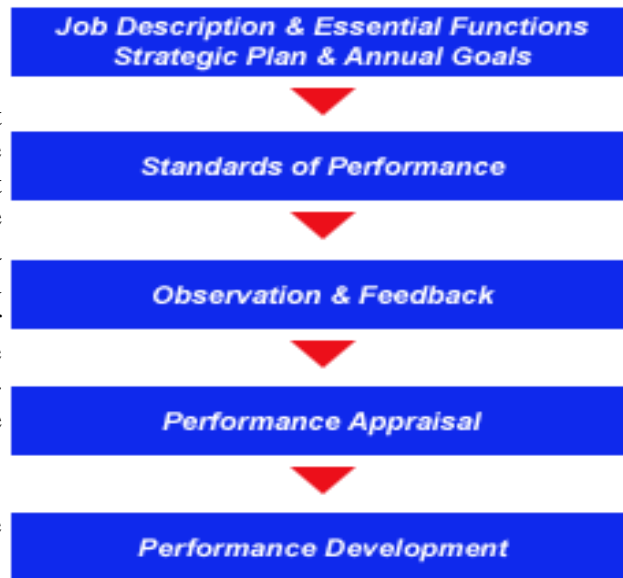 Job Description & Essential Functions
Strategic Plan & Annual Goals
Standards of Performance
Observation & Feedback
Performance Appraisal
Performance Development